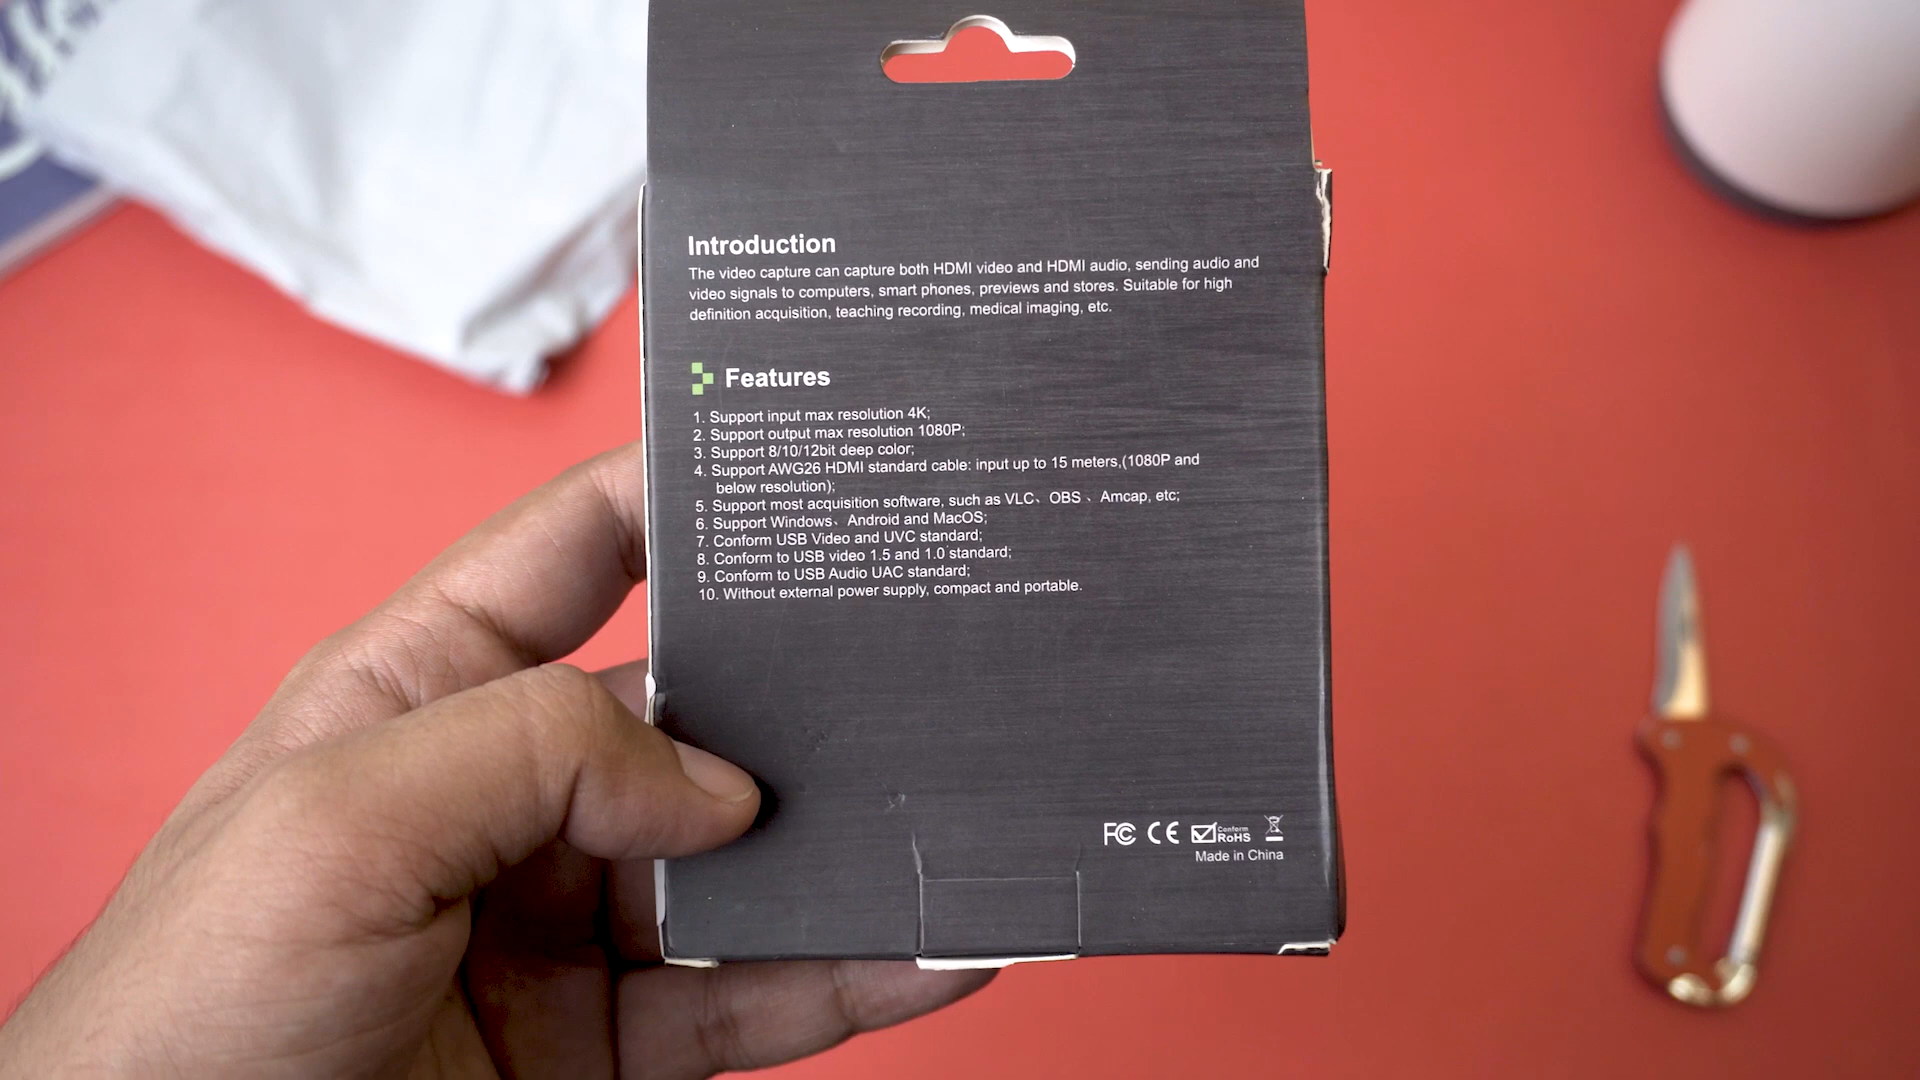 Introduction
The video capture can capture both HDMI video and HDMI audio, sending audio and
video signals to computers, smart phones, previews and stores. Suitable for high
definition acquisition, teaching recording, medical imaging, etc.
Features
1. Support input max resolution 4K;
2. Support output max resolution 1080P;
3. Support 8/10/12bit deep color;
4. Support AWG26 HDMI standard cable: input up to 15 meters,(1080P and
below resolution);
5. Support most acquisition software, such as VLC、OBS 、Amcap, etc;
6. Support Windows、Android and MacOS;
7. Conform USB Video and UVC standard;
8. Conform to USB video 1.5 and 1.0 standard;
9. Conform to USB Audio UAC standard;
10. Without external power supply, compact and portable.
FC CE Conform RoHS
Made in China